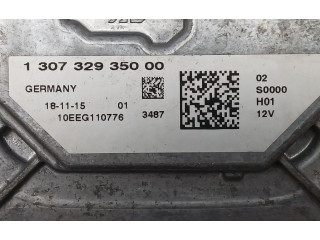 1 307 329 350 00
GERMANY
18-11-15 01
10EEG110776 3487
02
S0000
H01
12V